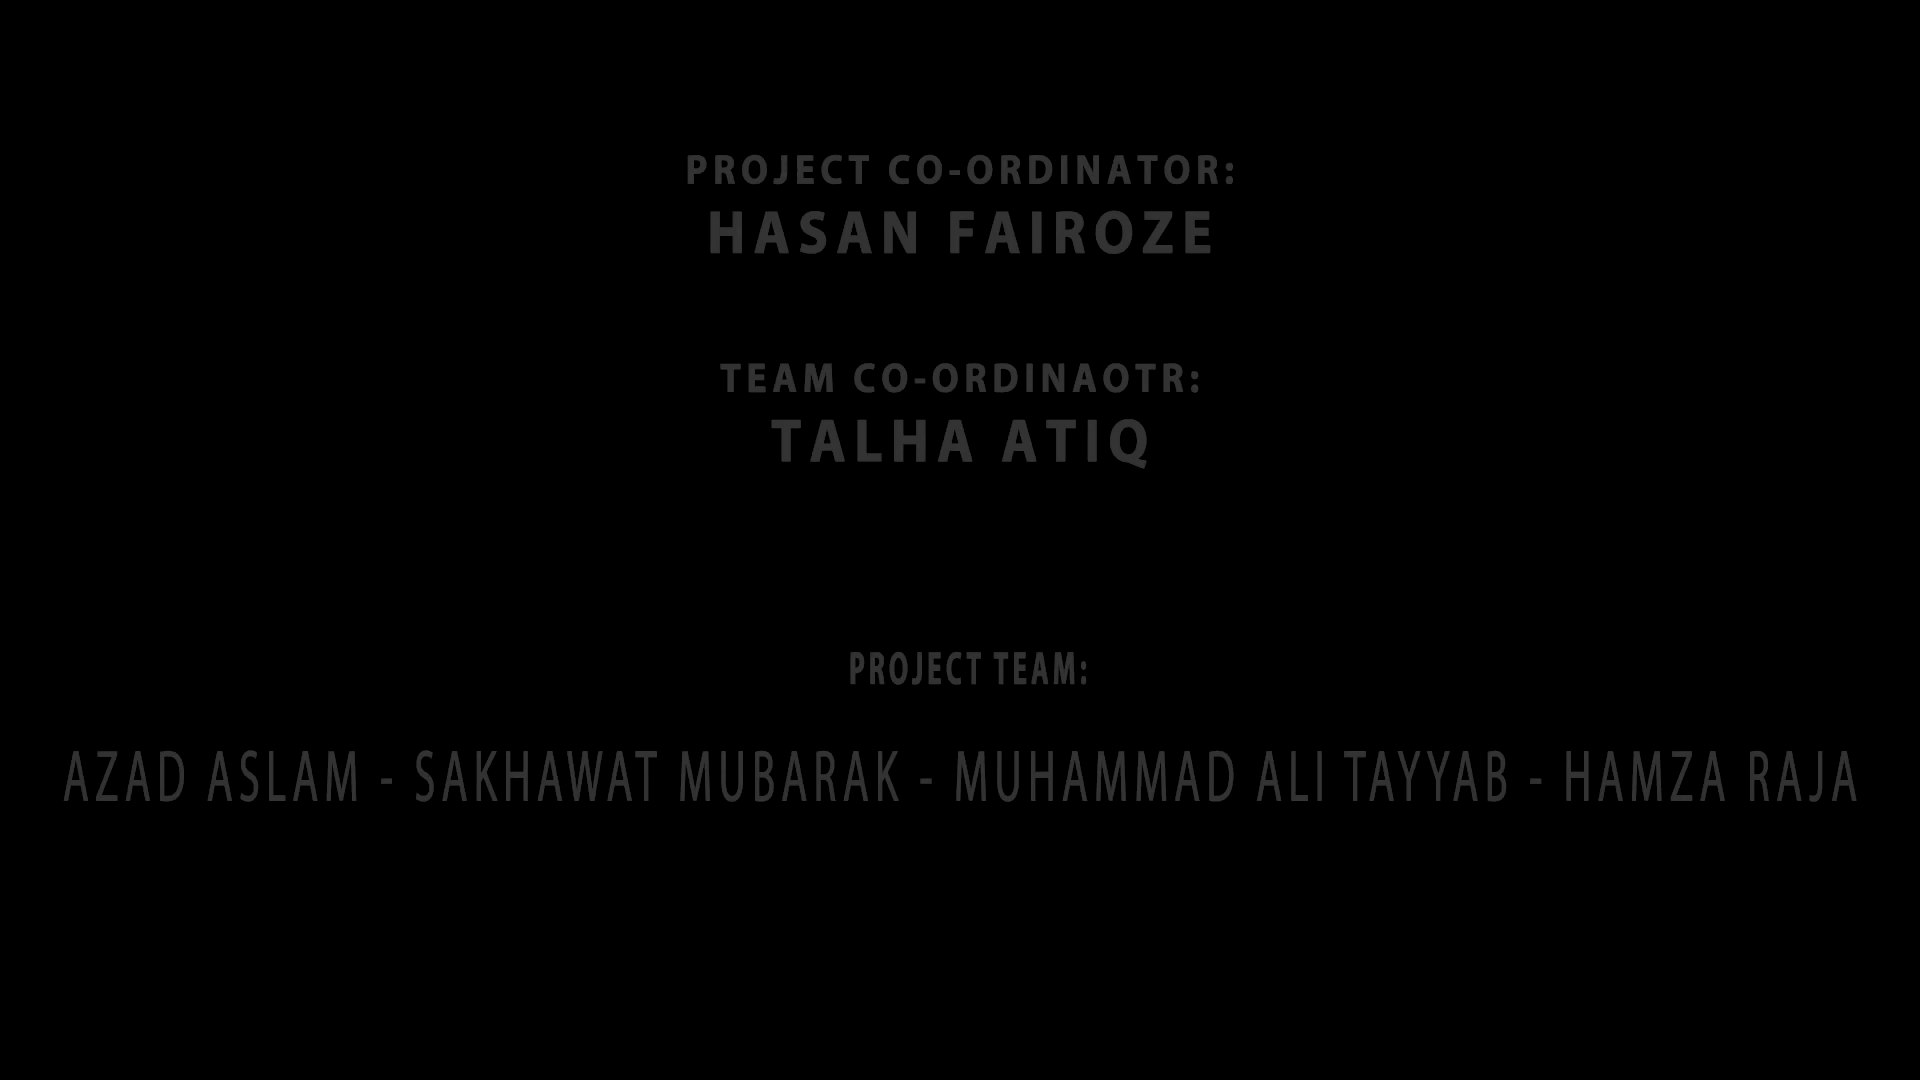 PROJECT CO-ORDINATOR:
HASAN FAIROZE
TEAM CO-ORDINAOTR:
TALHA ATIQ
PROJECT TEAM:
AZAD ASLAM - SAKHAWAT MUBARAK - MUHAMMAD ALI TAYYAB - HAMZA RAJA